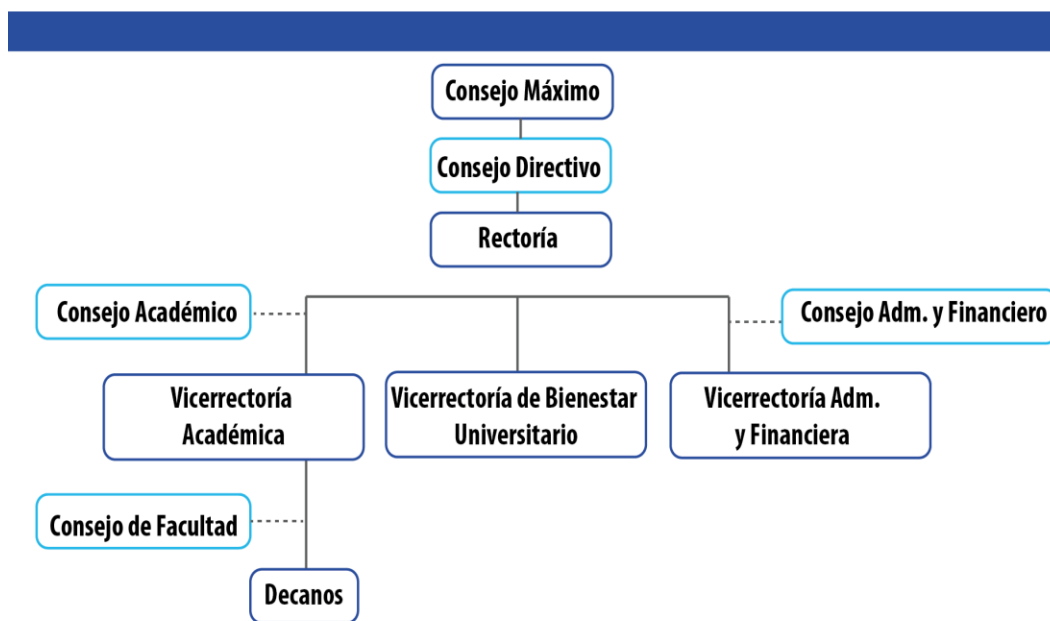 Consejo Máximo
Consejo Directivo
Rectoría
Consejo Académico
Consejo Adm. y Financiero
Vicerrectoría
Académica
Vicerrectoría de Bienestar
Universitario
Vicerrectoría Adm.
y Financiera
Consejo de Facultad
Decanos